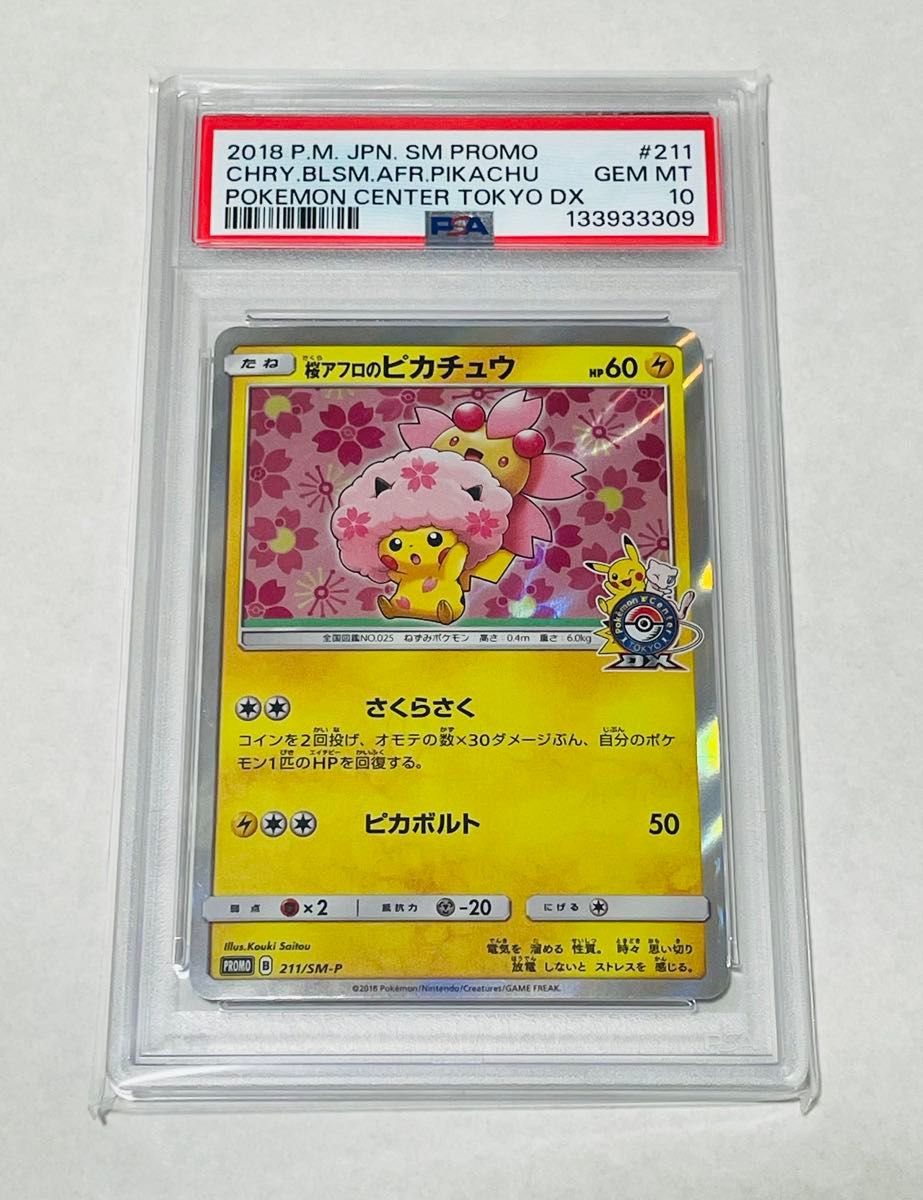 2018 P.M. JPN. SM PROMO #211
CHRY.BLSM.AFR.PIKACHU GEM MT
POKEMON CENTER TOKYO DX 10
133933309
PSA
たね 桜アフロのピカチュウ HP60
さくら
Pokémon Center
TOKYO
DX
全国図鑑NO.025 ねずみポケモン 高さ:0.4m 重さ:6.0kg
さくらさく
コインを2回投げ、オモテの数×30ダメージぶん、自分のポケ
モン1匹のHPを回復する。
ピカボルト 50
弱点 ×2 抵抗力 -20 にげる
Illus.Kouki Saitou
電気を 溜める 性質。 時々 思い切り
放電 しないと ストレスを 感じる。
PROMO B 211/SM-P
©2018 Pokémon/Nintendo/Creatures/GAME FREAK.
PSA